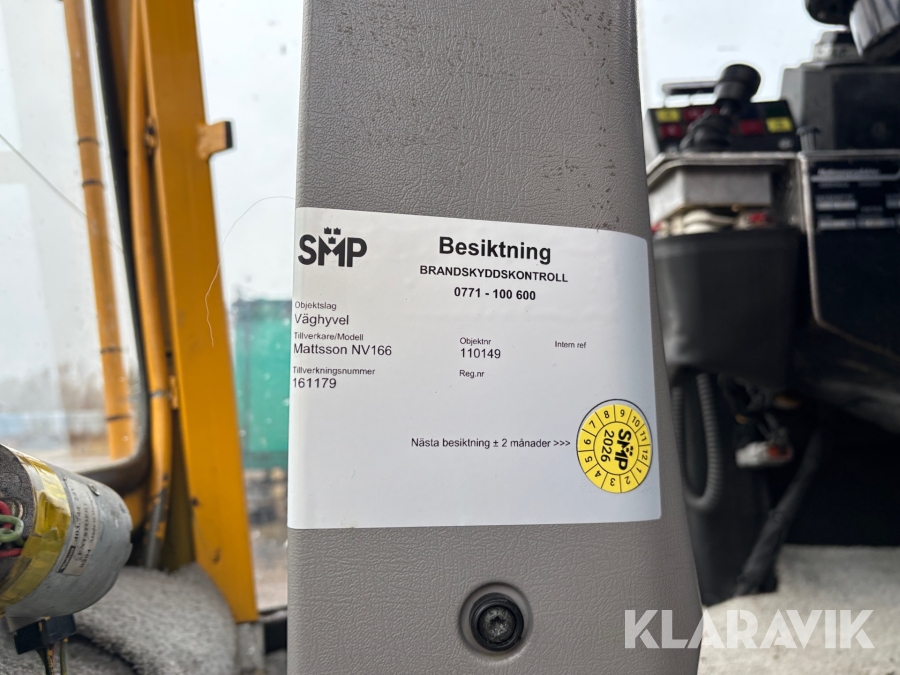 SMP
Besiktning
BRANDSKYDDSKONTROLL
0771 - 100 600
Objektslag
Väghyvel
Tillverkare/Modell
Mattsson NV166
Objektnr
110149
Intern ref
Tillverkningsnummer
161179
Reg.nr
Nästa besiktning ± 2 månader >>>
1 2 3 4 5 6 7 8 9 10 11 12
SMP
2026
KLARAVIK